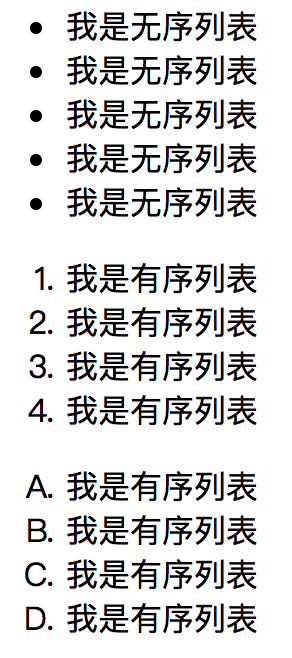 • 我是无序列表
• 我是无序列表
• 我是无序列表
• 我是无序列表
• 我是无序列表
1. 我是有序列表
2. 我是有序列表
3. 我是有序列表
4. 我是有序列表
A. 我是有序列表
B. 我是有序列表
C. 我是有序列表
D. 我是有序列表